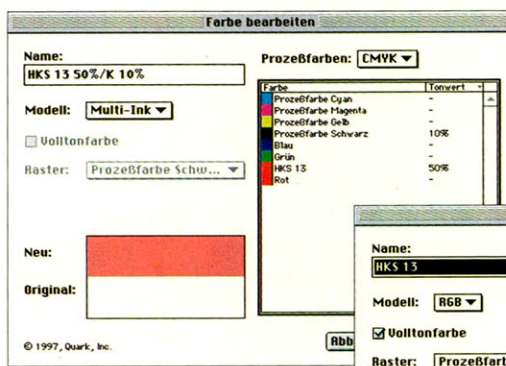 Farbe bearbeiten
Name:
HKS 13 50%/K 10%
Modell: Multi-Ink
Volltonfarbe
Raster: Prozeßfarbe Schw...
Neu:
Original:
© 1997, Quark, Inc.
Prozeßfarben: CMYK
Farbe Tonwert
Prozeßfarbe Cyan -
Prozeßfarbe Magenta -
Prozeßfarbe Gelb -
Prozeßfarbe Schwarz 10%
Blau -
Grün -
HKS 13 50%
Rot -
Abb
Name:
HKS 13
Modell: RGB
Volltonfarbe
Raster: Prozeßfarb